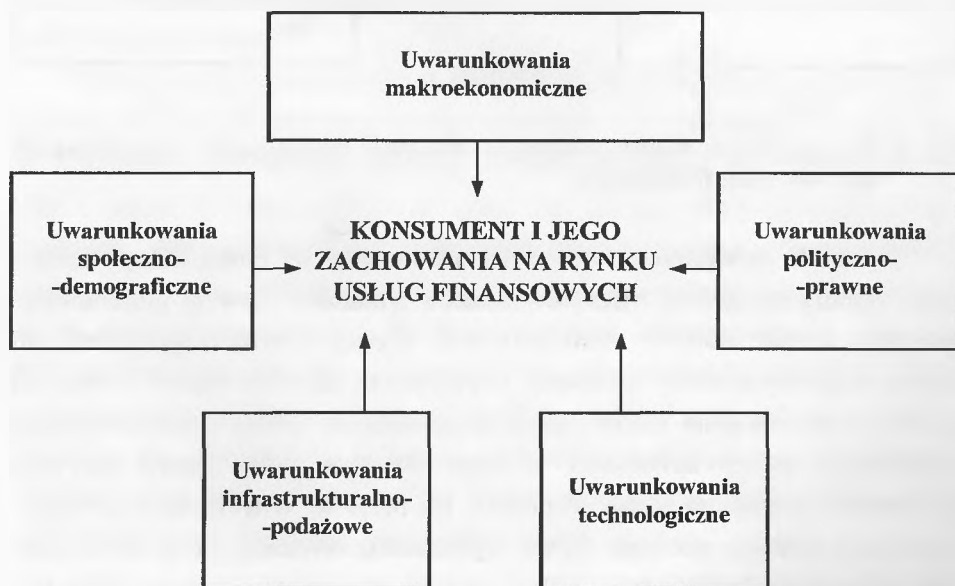 Uwarunkowania
makroekonomiczne
Uwarunkowania
społeczno-
-demograficzne
KONSUMENT I JEGO
ZACHOWANIA NA RYNKU
USŁUG FINANSOWYCH
Uwarunkowania
polityczno-
-prawne
Uwarunkowania
infrastrukturalno-
-podażowe
Uwarunkowania
technologiczne